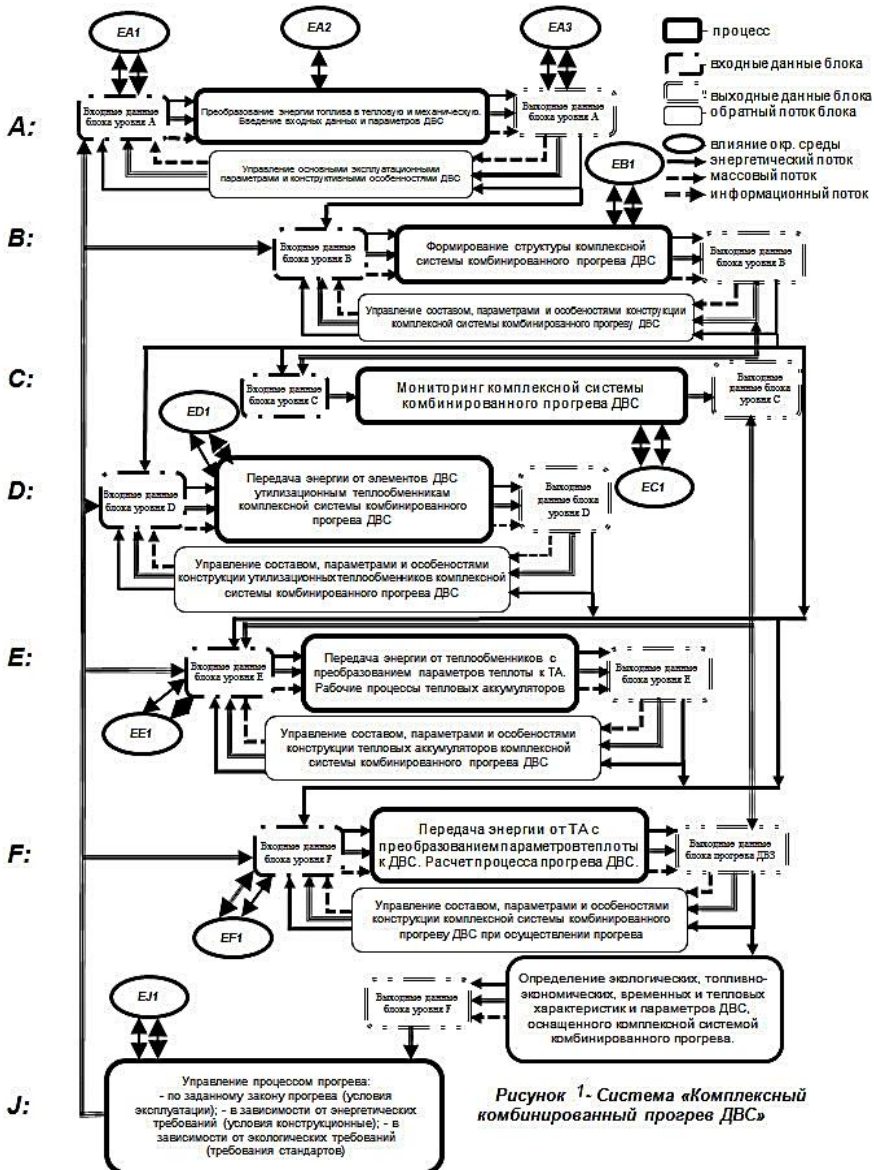 EA1
EA2
EA3
процесс
входные данные блока
выходные данные блока
обратный поток блока
влияние окр. среды
энергетический поток
массовый поток
информационный поток
A:
Входные данные
блока уровня A
Преобразование энергии топлива в тепловую и механическую.
Введение входных данных и параметров ДВС
Выходные данные
блока уровня A
Управление основными эксплуатационными
параметрами и конструктивными особенностями ДВС
EB1
B:
Входные данные
блока уровня B
Формирование структуры комплексной
системы комбинированного прогрева ДВС
Выходные данные
блока уровня B
Управление составом, параметрами и особеностями конструкции
комплексной системы комбинированного прогреву ДВС
C:
Входные данные
блока уровня C
Мониторинг комплексной системы
комбинированного прогрева ДВС
Выходные
данные блока
уровня C
ED1
EC1
D:
Входные данные
блока уровня D
Передача энергии от элементов ДВС
утилизационным теплообменникам
комплексной системы комбинированного
прогрева ДВС
Выходные
данные блока
уровня D
Управление составом, параметрами и особеностями
конструкции утилизационных теплообменников комплексной
системы комбинированного прогрева ДВС
E:
Входные данные
блока уровня E
Передача энергии от теплообменников с
преобразованием параметров теплоты к ТА.
Рабочие процессы тепловых аккумуляторов
Выходные данные
блока уровня E
EE1
Управление составом, параметрами и особеностями
конструкции тепловых аккумуляторов комплексной
системы комбинированного прогрева ДВС
F:
Входные данные
блока уровня F
Передача энергии от ТА с
преобразованием параметров теплоты
к ДВС. Расчет процесса прогрева ДВС.
Выходные данные
блока прогрева ДВЗ
EF1
Управление составом, параметрами и особеностями
конструкции комплексной системы комбинированного
прогреву ДВС при осуществлении прогрева
EJ1
Выходные данные
блока уровня F
Определение экологических, топливно-
экономических, временных и тепловых
характеристик и параметров ДВС,
оснащенного комплексной системой
комбинированного прогрева.
J:
Управление процессом прогрева:
- по заданному закону прогрева (условия
эксплуатации); - в зависимости от энергетических
требований (условия конструкционные); - в
зависимости от экологических требований
(требования стандартов)
Рисунок 1- Система «Комплексный
комбинированный прогрев ДВС»